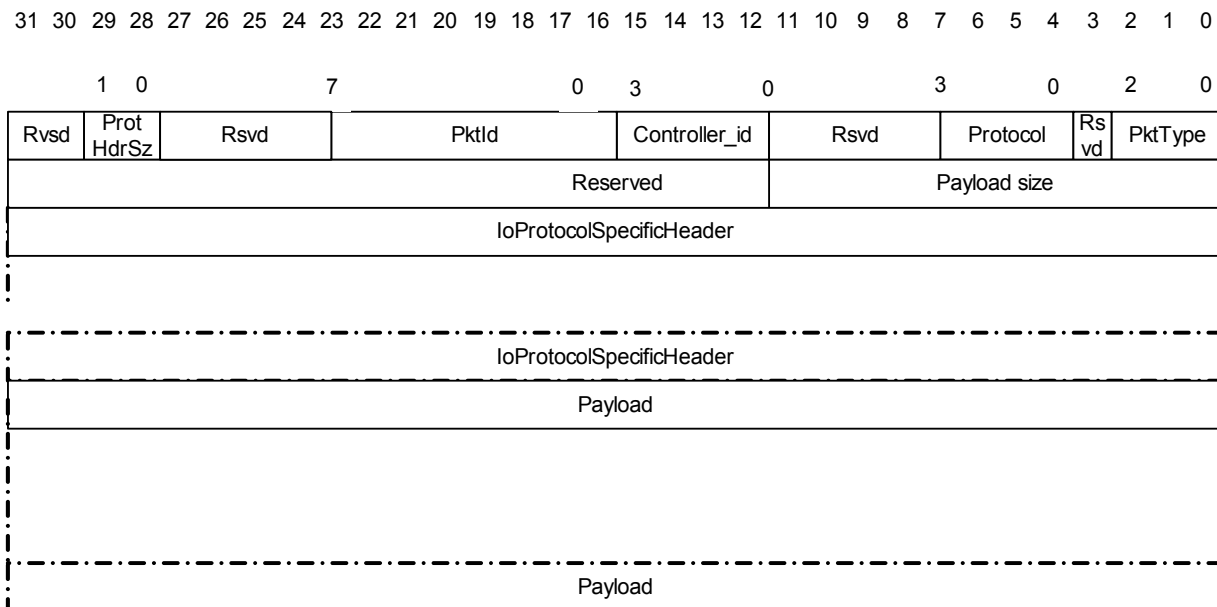 31 30 29 28 27 26 25 24 23 22 21 20 19 18 17 16 15 14 13 12 11 10 9 8 7 6 5 4 3 2 1 0
1 0 7 0 3 0 3 0 2 0
Rvsd Prot HdrSz Rsvd PktId Controller_id Rsvd Protocol Rs vd PktType
Reserved Payload size
IoProtocolSpecificHeader
IoProtocolSpecificHeader
Payload
Payload